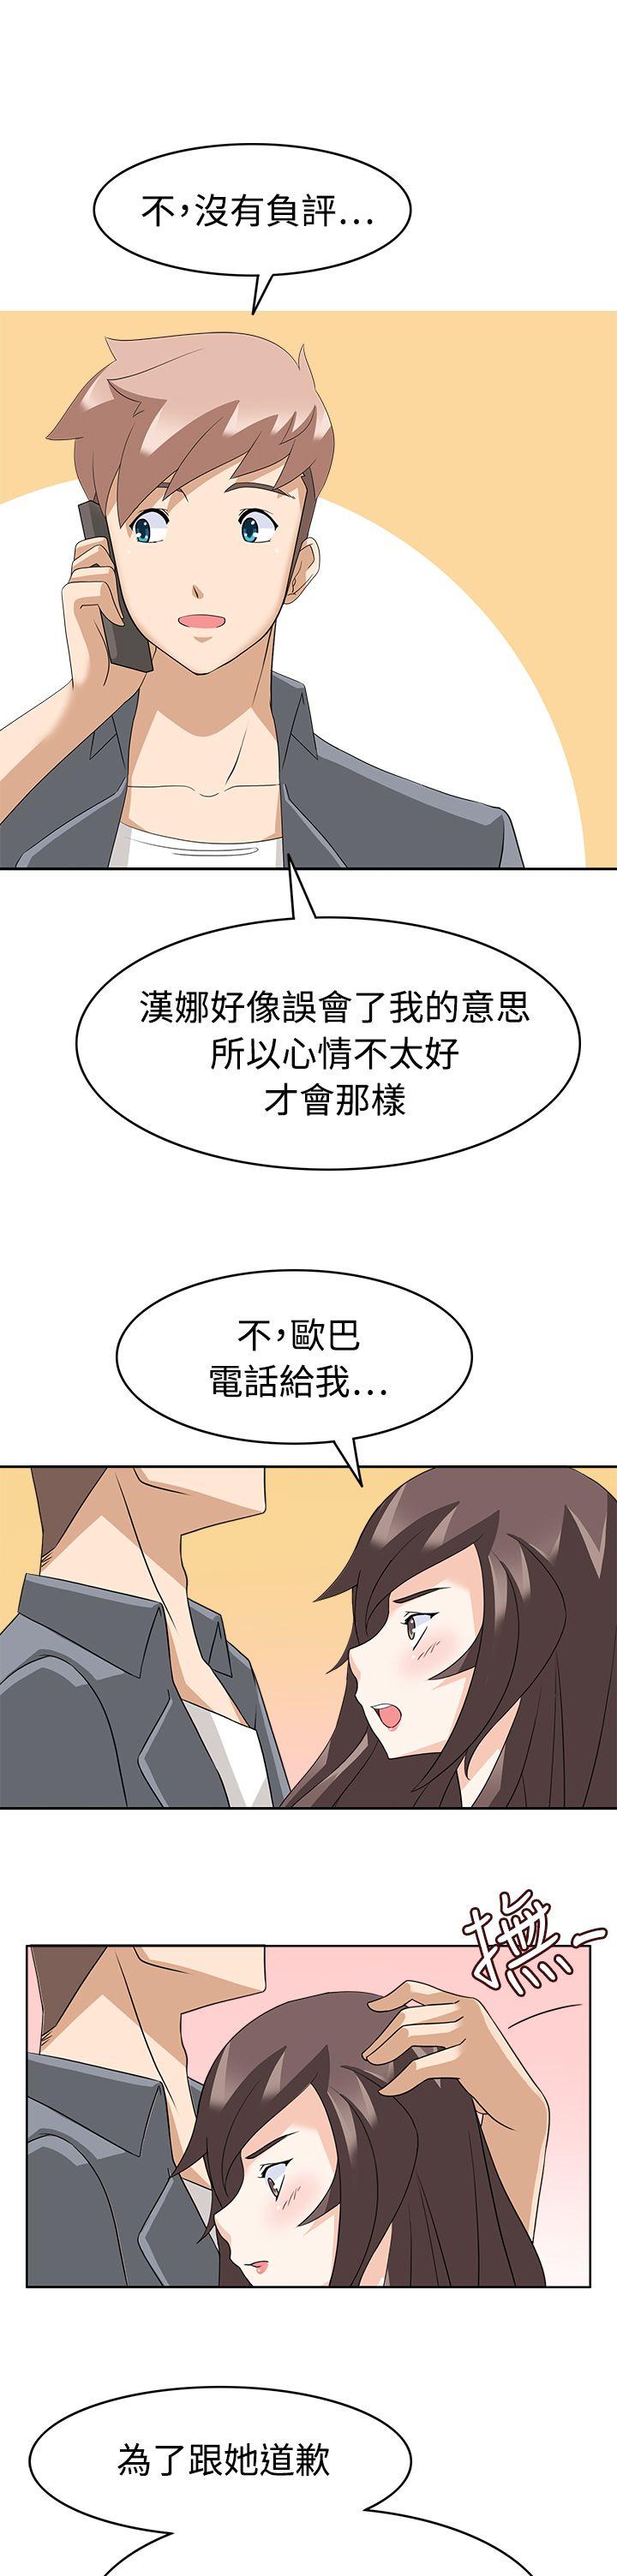 不，沒有負評...
漢娜好像誤會了我的意思
所以心情不太好
才會那樣
不，歐巴
電話給我...
撫-
為了跟她道歉